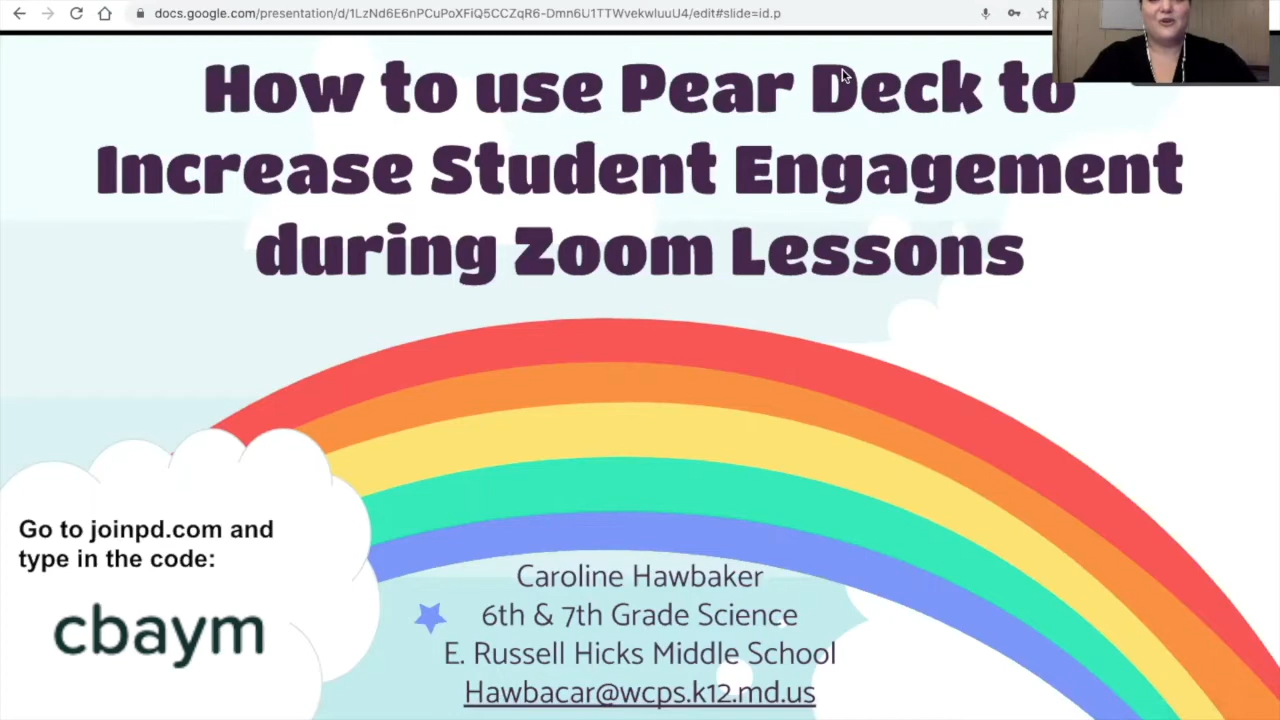 docs.google.com/presentation/d/1LzNd6E6nPCuPoXFiQ5CCZqR6-Dmn6U1TTWvekwluuU4/edit#slide=id.p
How to use Pear Deck to
Increase Student Engagement
during Zoom Lessons
Go to joinpd.com and
type in the code:
cbaym
Caroline Hawbaker
6th & 7th Grade Science
E. Russell Hicks Middle School
Hawbacar@wcps.k12.md.us